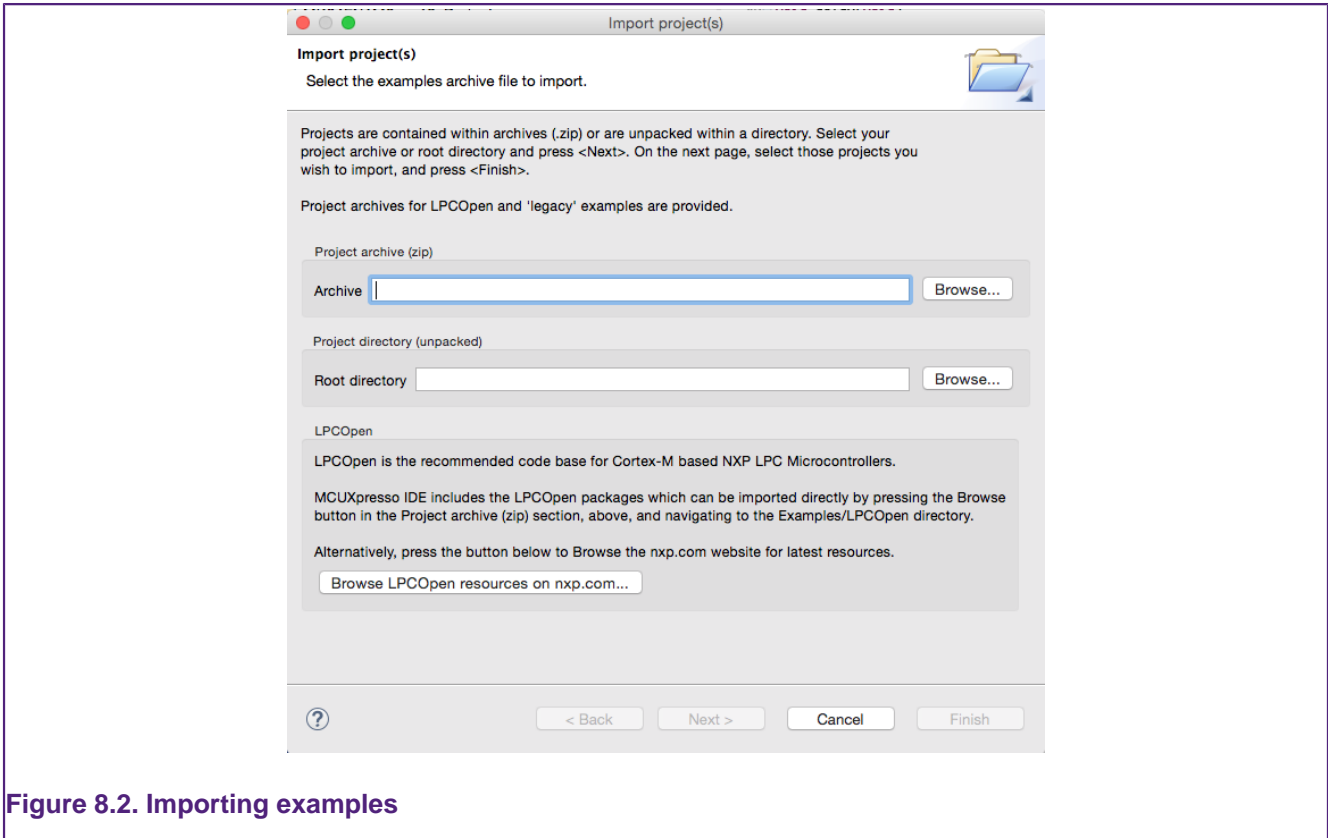 Import project(s)
Import project(s)
Select the examples archive file to import.
Projects are contained within archives (.zip) or are unpacked within a directory. Select your
project archive or root directory and press <Next>. On the next page, select those projects you
wish to import, and press <Finish>.
Project archives for LPCOpen and 'legacy' examples are provided.
Project archive (zip)
Archive Browse...
Project directory (unpacked)
Root directory Browse...
LPCOpen
LPCOpen is the recommended code base for Cortex-M based NXP LPC Microcontrollers.
MCUXpresso IDE includes the LPCOpen packages which can be imported directly by pressing the Browse
button in the Project archive (zip) section, above, and navigating to the Examples/LPCOpen directory.
Alternatively, press the button below to Browse the nxp.com website for latest resources.
Browse LPCOpen resources on nxp.com...
? < Back Next > Cancel Finish
Figure 8.2. Importing examples